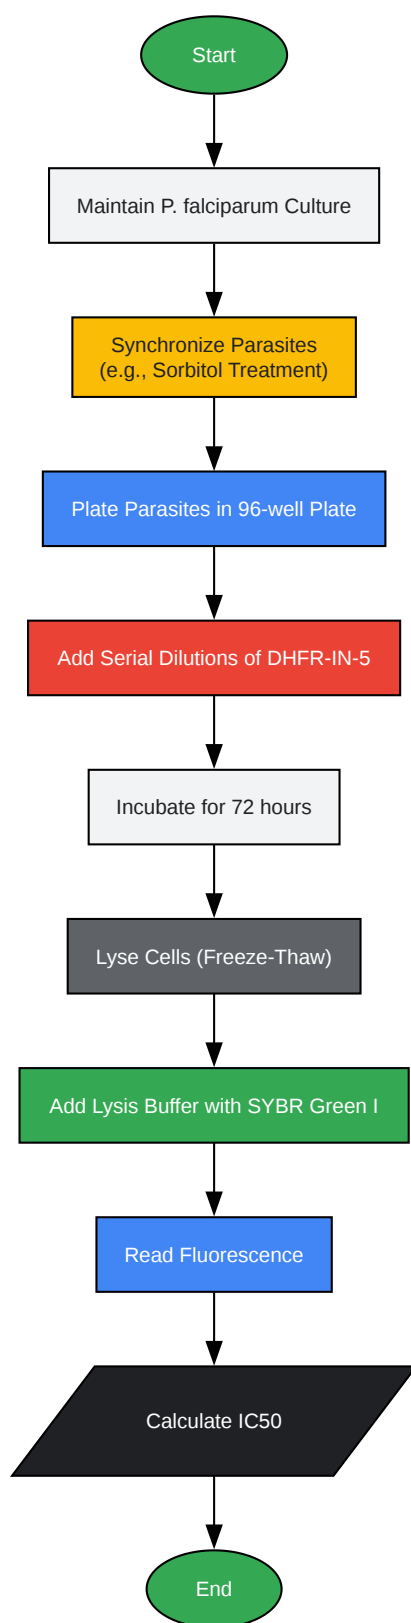 Start
Maintain P. falciparum Culture
Synchronize Parasites
(e.g., Sorbitol Treatment)
Plate Parasites in 96-well Plate
Add Serial Dilutions of DHFR-IN-5
Incubate for 72 hours
Lyse Cells (Freeze-Thaw)
Add Lysis Buffer with SYBR Green I
Read Fluorescence
Calculate IC50
End